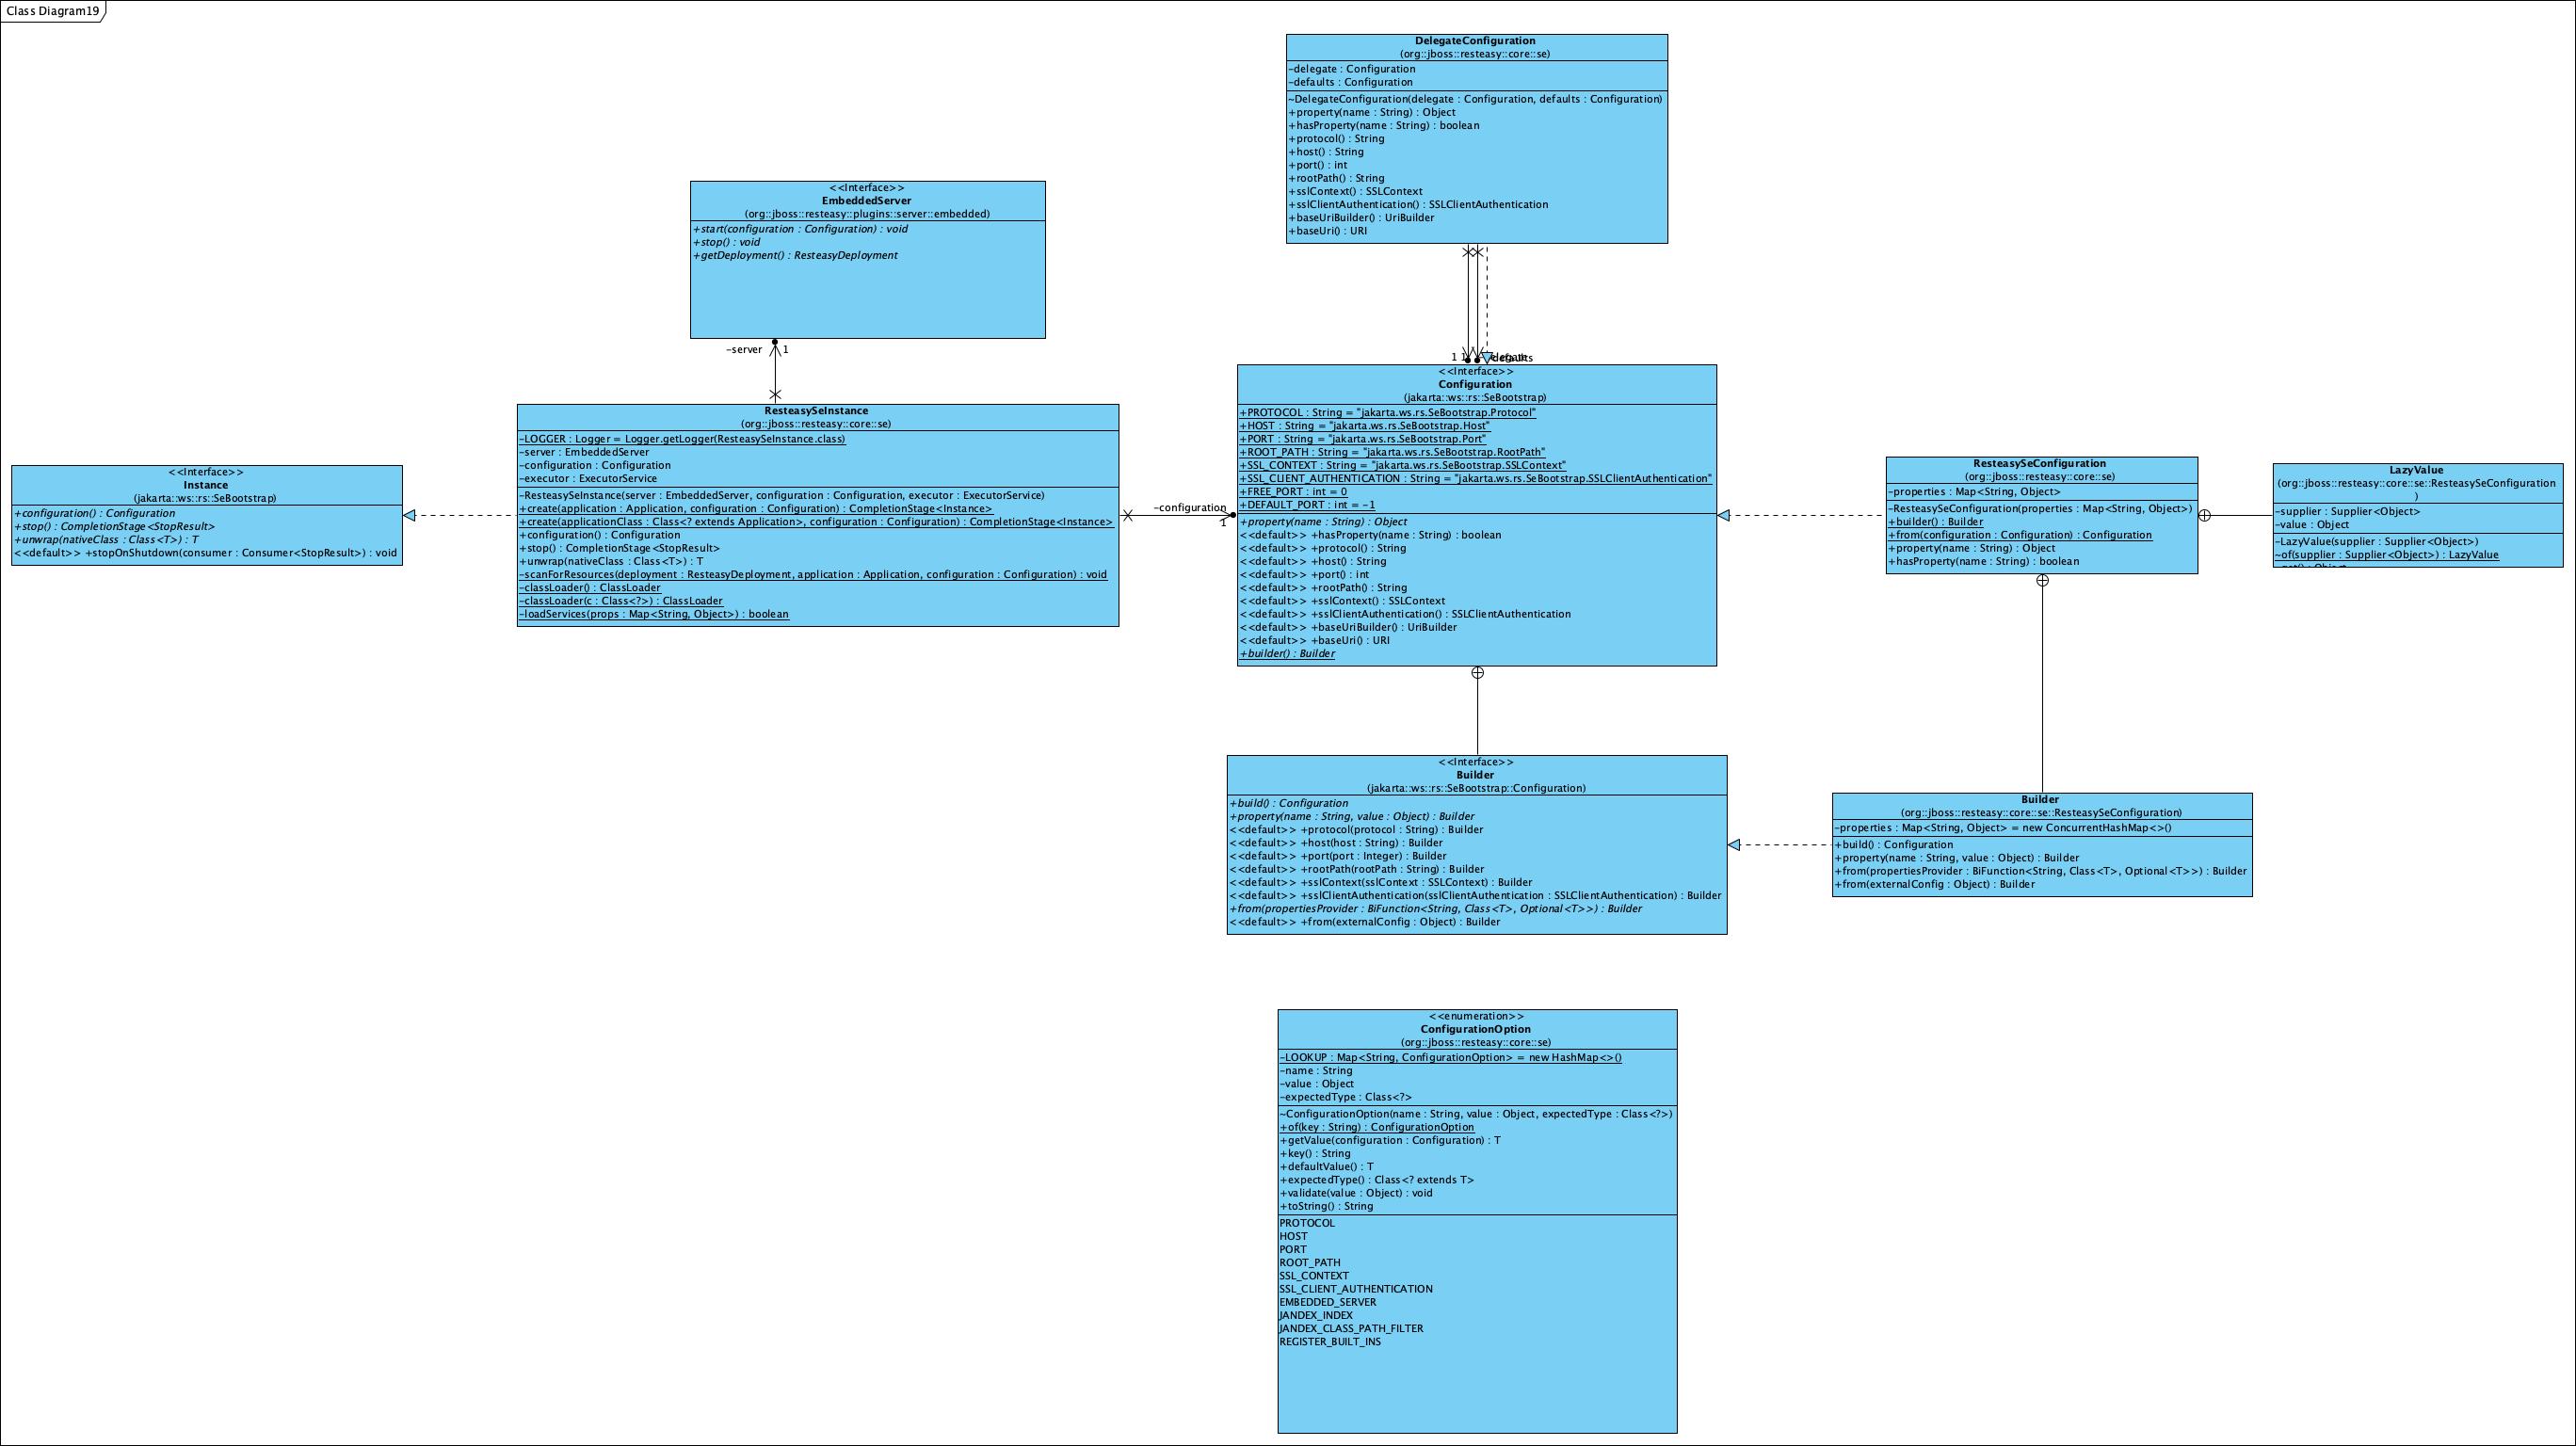 Class Diagram19
DelegateConfiguration
(org::jboss::resteasy::core::se)
-delegate : Configuration
-defaults : Configuration
~DelegateConfiguration(delegate : Configuration, defaults : Configuration)
+property(name : String) : Object
+hasProperty(name : String) : boolean
+protocol() : String
+host() : String
+port() : int
+rootPath() : String
+sslContext() : SSLContext
+sslClientAuthentication() : SSLClientAuthentication
+baseUriBuilder() : UriBuilder
+baseUri() : URI
<<Interface>>
EmbeddedServer
(org::jboss::resteasy::plugins::server::embedded)
+start(configuration : Configuration) : void
+stop() : void
+getDeployment() : ResteasyDeployment
-server
1
1 1
defaults
ResteasySeInstance
(org::jboss::resteasy::core::se)
-LOGGER : Logger = Logger.getLogger(ResteasySeInstance.class)
-server : EmbeddedServer
-configuration : Configuration
-executor : ExecutorService
-ResteasySeInstance(server : EmbeddedServer, configuration : Configuration, executor : ExecutorService)
+create(application : Application, configuration : Configuration) : CompletionStage<Instance>
+create(applicationClass : Class<? extends Application>, configuration : Configuration) : CompletionStage<Instance>
+configuration() : Configuration
+stop() : CompletionStage<StopResult>
+unwrap(nativeClass : Class<T>) : T
-scanForResources(deployment : ResteasyDeployment, application : Application, configuration : Configuration) : void
-classLoader() : ClassLoader
-classLoader(c : Class<?>) : ClassLoader
-loadServices(props : Map<String, Object>) : boolean
<<Interface>>
Instance
(jakarta::ws::rs::SeBootstrap)
+configuration() : Configuration
+stop() : CompletionStage<StopResult>
+unwrap(nativeClass : Class<T>) : T
<<default>> +stopOnShutdown(consumer : Consumer<StopResult>) : void
-configuration
1
<<Interface>>
Configuration
(jakarta::ws::rs::SeBootstrap)
+PROTOCOL : String = "jakarta.ws.rs.SeBootstrap.Protocol"
+HOST : String = "jakarta.ws.rs.SeBootstrap.Host"
+PORT : String = "jakarta.ws.rs.SeBootstrap.Port"
+ROOT_PATH : String = "jakarta.ws.rs.SeBootstrap.RootPath"
+SSL_CONTEXT : String = "jakarta.ws.rs.SeBootstrap.SSLContext"
+SSL_CLIENT_AUTHENTICATION : String = "jakarta.ws.rs.SeBootstrap.SSLClientAuthentication"
+FREE_PORT : int = 0
+DEFAULT_PORT : int = -1
+property(name : String) : Object
<<default>> +hasProperty(name : String) : boolean
<<default>> +protocol() : String
<<default>> +host() : String
<<default>> +port() : int
<<default>> +rootPath() : String
<<default>> +sslContext() : SSLContext
<<default>> +sslClientAuthentication() : SSLClientAuthentication
<<default>> +baseUriBuilder() : UriBuilder
<<default>> +baseUri() : URI
+builder() : Builder
ResteasySeConfiguration
(org::jboss::resteasy::core::se)
-properties : Map<String, Object>
-ResteasySeConfiguration(properties : Map<String, Object>)
+builder() : Builder
+from(configuration : Configuration) : Configuration
+property(name : String) : Object
+hasProperty(name : String) : boolean
LazyValue
(org::jboss::resteasy::core::se::ResteasySeConfiguration
)
-supplier : Supplier<Object>
-value : Object
-LazyValue(supplier : Supplier<Object>)
~of(supplier : Supplier<Object>) : LazyValue
<<Interface>>
Builder
(jakarta::ws::rs::SeBootstrap::Configuration)
+build() : Configuration
+property(name : String, value : Object) : Builder
<<default>> +protocol(protocol : String) : Builder
<<default>> +host(host : String) : Builder
<<default>> +port(port : Integer) : Builder
<<default>> +rootPath(rootPath : String) : Builder
<<default>> +sslContext(sslContext : SSLContext) : Builder
<<default>> +sslClientAuthentication(sslClientAuthentication : SSLClientAuthentication) : Builder
+from(propertiesProvider : BiFunction<String, Class<T>, Optional<T>>) : Builder
<<default>> +from(externalConfig : Object) : Builder
Builder
(org::jboss::resteasy::core::se::ResteasySeConfiguration)
-properties : Map<String, Object> = new ConcurrentHashMap<>()
+build() : Configuration
+property(name : String, value : Object) : Builder
+from(propertiesProvider : BiFunction<String, Class<T>, Optional<T>>) : Builder
+from(externalConfig : Object) : Builder
<<enumeration>>
ConfigurationOption
(org::jboss::resteasy::core::se)
-LOOKUP : Map<String, ConfigurationOption> = new HashMap<>()
-name : String
-value : Object
-expectedType : Class<?>
~ConfigurationOption(name : String, value : Object, expectedType : Class<?>)
+of(key : String) : ConfigurationOption
+getValue(configuration : Configuration) : T
+key() : String
+defaultValue() : T
+expectedType() : Class<? extends T>
+validate(value : Object) : void
+toString() : String
PROTOCOL
HOST
PORT
ROOT_PATH
SSL_CONTEXT
SSL_CLIENT_AUTHENTICATION
EMBEDDED_SERVER
JANDEX_INDEX
JANDEX_CLASS_PATH_FILTER
REGISTER_BUILT_INS